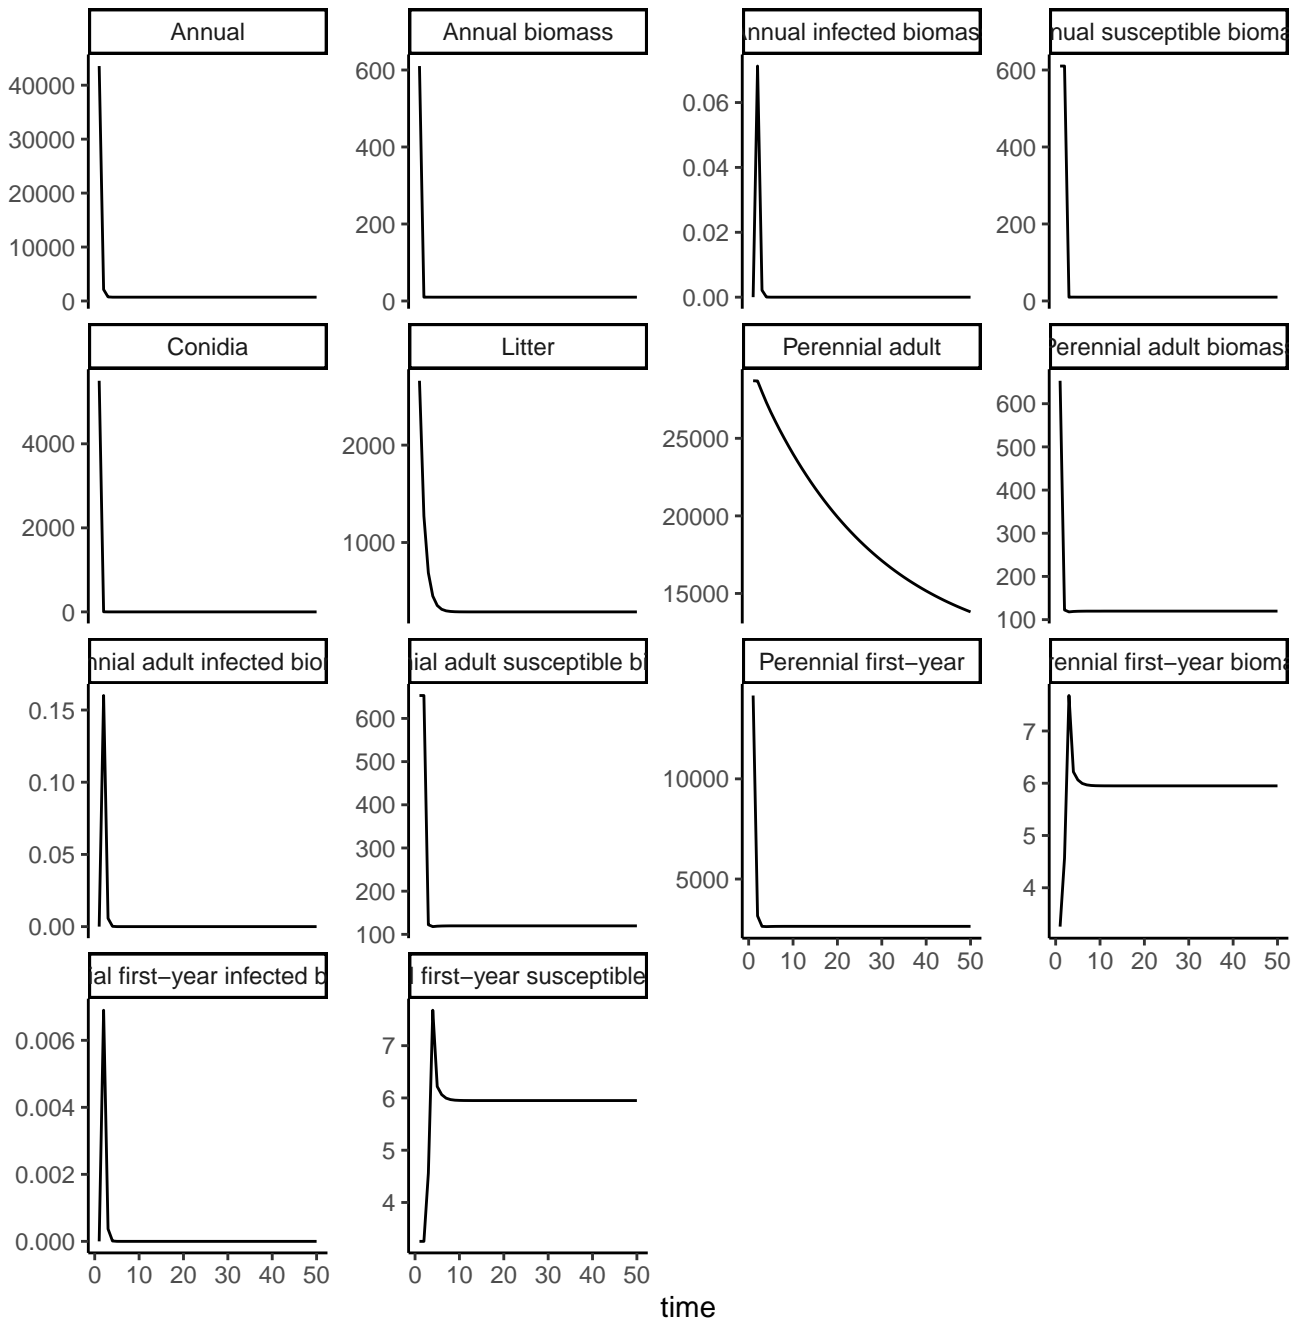 Annual
Annual biomass
nnual infected biomas
nual susceptible bioma
40000
30000
20000
10000
0
600
400
200
0
0.06
0.04
0.02
0.00
600
400
200
0
Conidia
Litter
Perennial adult
Perennial adult biomass
4000
2000
0
2000
1000
25000
20000
15000
600
500
400
300
200
100
nnial adult infected bio
ial adult susceptible bi
Perennial first−year
rennial first−year bioma
0.15
0.10
0.05
0.00
600
500
400
300
200
100
10000
5000
7
6
5
4
0 10 20 30 40 50
0 10 20 30 40 50
ial first−year infected b
l first−year susceptible
0.006
0.004
0.002
0.000
7
6
5
4
0 10 20 30 40 50
0 10 20 30 40 50
time